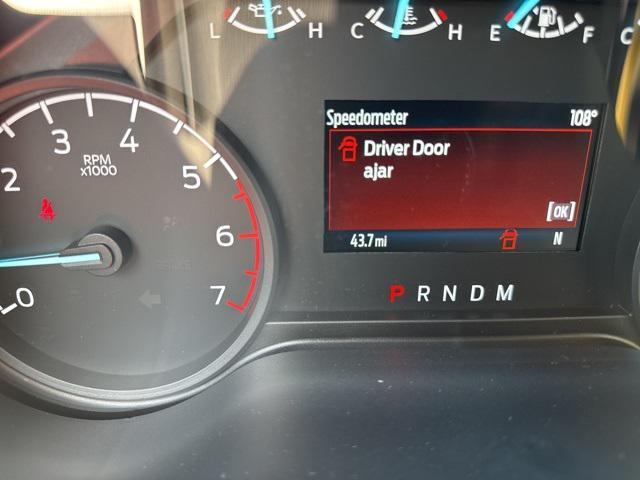 L H C H E F
Speedometer 108°
Driver Door
ajar
[OK]
43.7 mi N
P R N D M
0 2 3 4 5 6 7
RPM
x1000